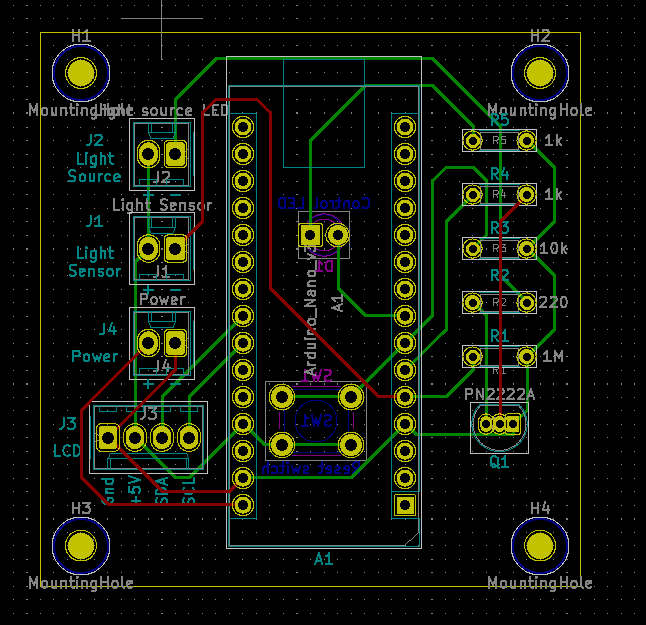 H1
H2
MountingHole
Light source LED
MountingHole
J2
Light
Source
J2
- +
R5
R5
1k
R4
R4
1k
Light Sensor
Control LED
J1
Light
Sensor
J1
- +
D1
R3
R3
10k
Arduino_Nano_v3
A1
Power
R2
R2
220
J4
Power
J4
- +
R1
R1
1M
SW1
SW1
Reset switch
PN2222A
Q1
J3
LCD
J3
Gnd
+5V
SDA
SCL
H3
H4
A1
MountingHole
MountingHole